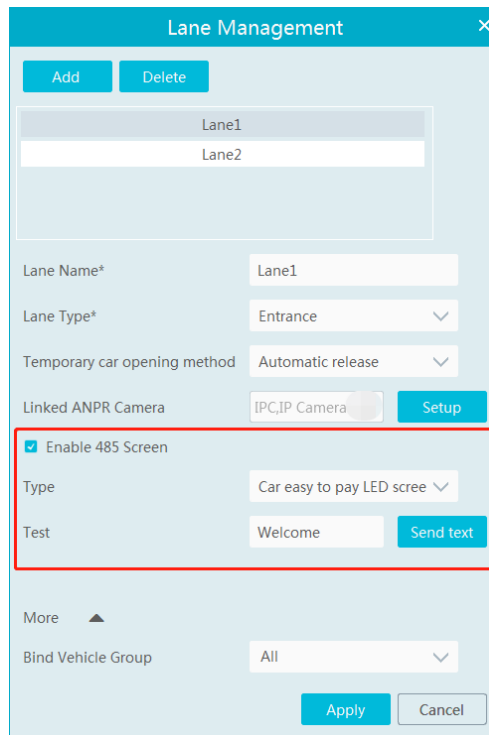 Lane Management
Add Delete
Lane1
Lane2
Lane Name* Lane1
Lane Type* Entrance
Temporary car opening method Automatic release
Linked ANPR Camera IPC,IP Camera Setup
Enable 485 Screen
Type Car easy to pay LED scree
Test Welcome Send text
More
Bind Vehicle Group All
Apply Cancel